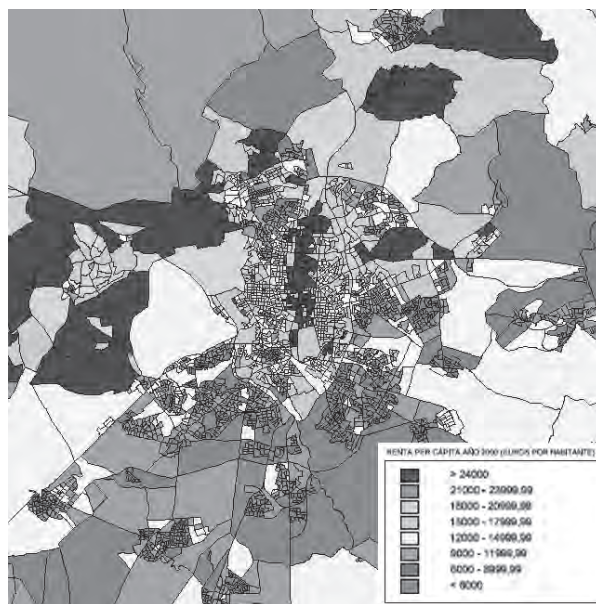 RENTA PER CÁPITA AÑO 2000 (EUROS POR HABITANTE)
> 24000
21000 - 23999,99
18000 - 20999,99
15000 - 17999,99
12000 - 14999,99
9000 - 11999,99
6000 - 8999,99
< 6000